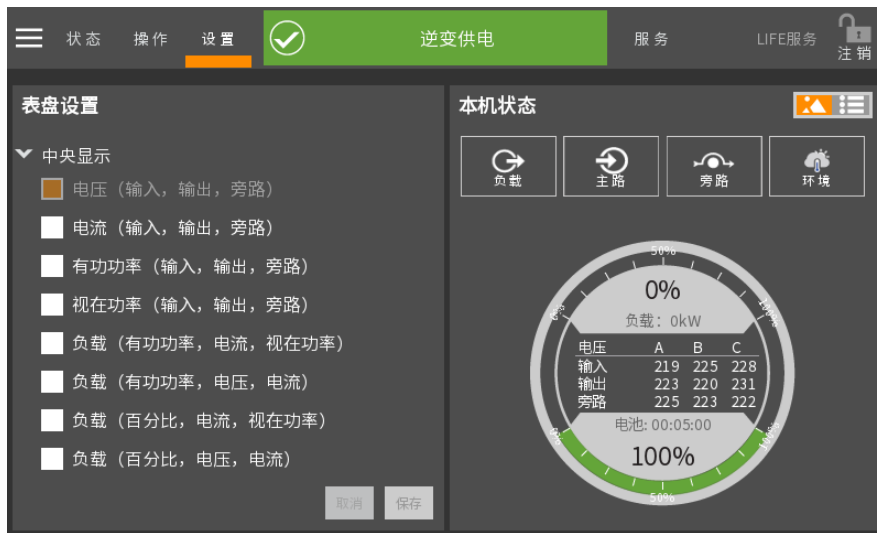 状态 操作 设置 逆变供电 服务 LIFE服务 注销
表盘设置
中央显示
电压（输入，输出，旁路）
电流（输入，输出，旁路）
有功功率（输入，输出，旁路）
视在功率（输入，输出，旁路）
负载（有功功率，电流，视在功率）
负载（有功功率，电压，电流）
负载（百分比，电流，视在功率）
负载（百分比，电压，电流）
取消 保存
本机状态
负载 主路 旁路 环境
50%
0% 100%
0%
负载：0kW
电压 A B C
输入 219 225 228
输出 223 220 231
旁路 225 223 222
电池: 00:05:00
100%
0% 100%
50%